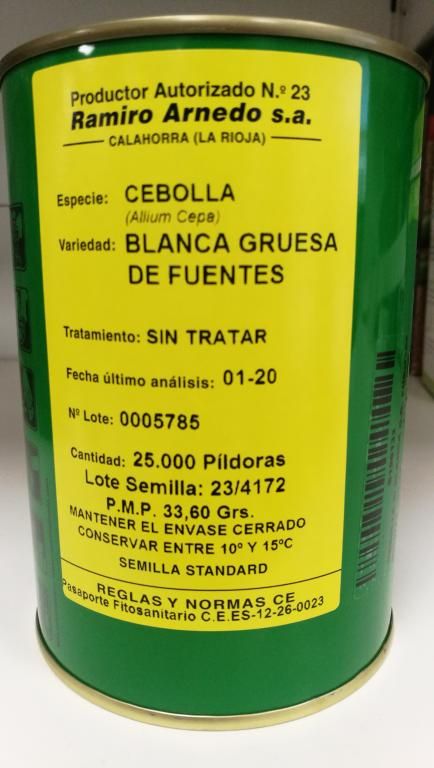 Productor Autorizado N.º 23
Ramiro Arnedo s.a.
CALAHORRA (LA RIOJA)
Especie: CEBOLLA
(Allium Cepa)
Variedad: BLANCA GRUESA
DE FUENTES
Tratamiento: SIN TRATAR
Fecha último análisis: 01-20
Nº Lote: 0005785
Cantidad: 25.000 Píldoras
Lote Semilla: 23/4172
P.M.P. 33,60 Grs.
MANTENER EL ENVASE CERRADO
CONSERVAR ENTRE 10º Y 15ºC
SEMILLA STANDARD
REGLAS Y NORMAS CE
Pasaporte Fitosanitario C.E.ES-12-26-0023